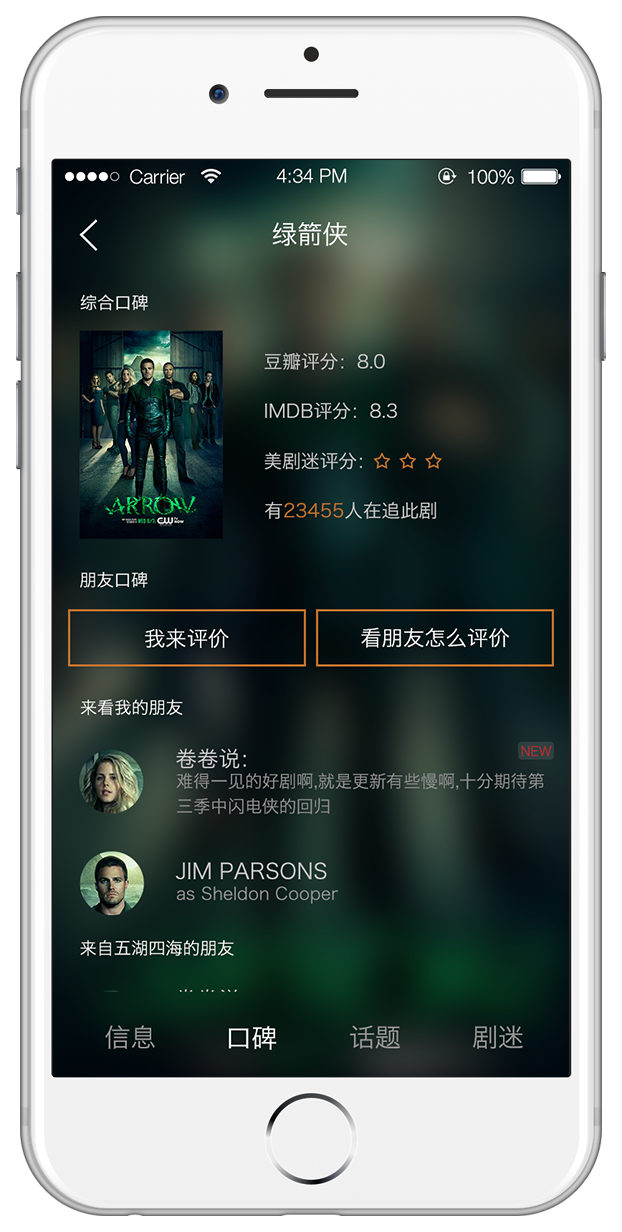 Carrier 4:34 PM 100%
绿箭侠
综合口碑
豆瓣评分：8.0
IMDB评分：8.3
美剧迷评分：
有23455人在追此剧
ARROW
CW
朋友口碑
我来评价
看朋友怎么评价
来看我的朋友
卷卷说：
NEW
难得一见的好剧啊,就是更新有些慢啊,十分期待第
三季中闪电侠的回归
JIM PARSONS
as Sheldon Cooper
来自五湖四海的朋友
信息 口碑 话题 剧迷